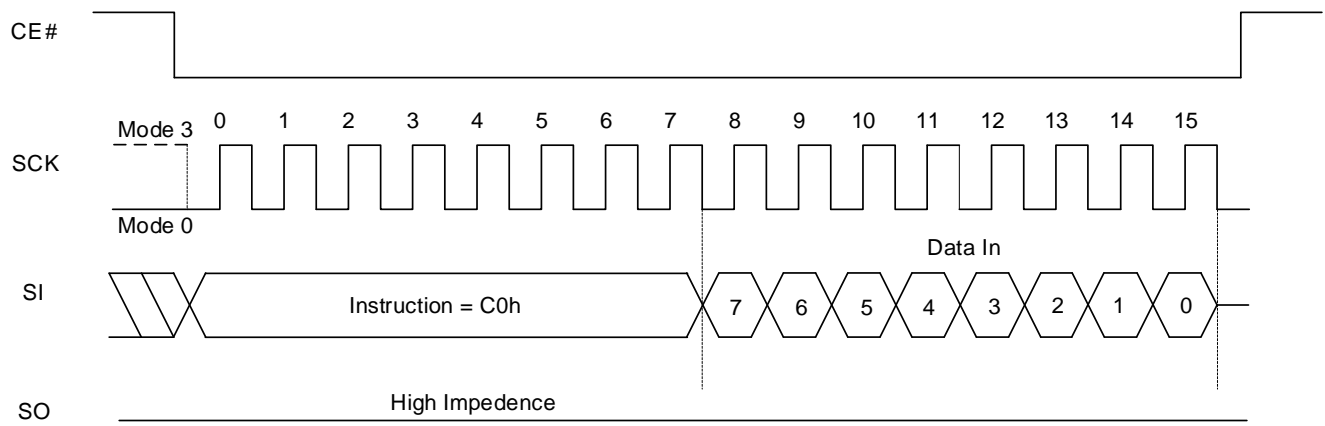 CE#
Mode 3 0 1 2 3 4 5 6 7 8 9 10 11 12 13 14 15
SCK
Mode 0
Data In
SI Instruction = C0h 7 6 5 4 3 2 1 0
High Impedence
SO